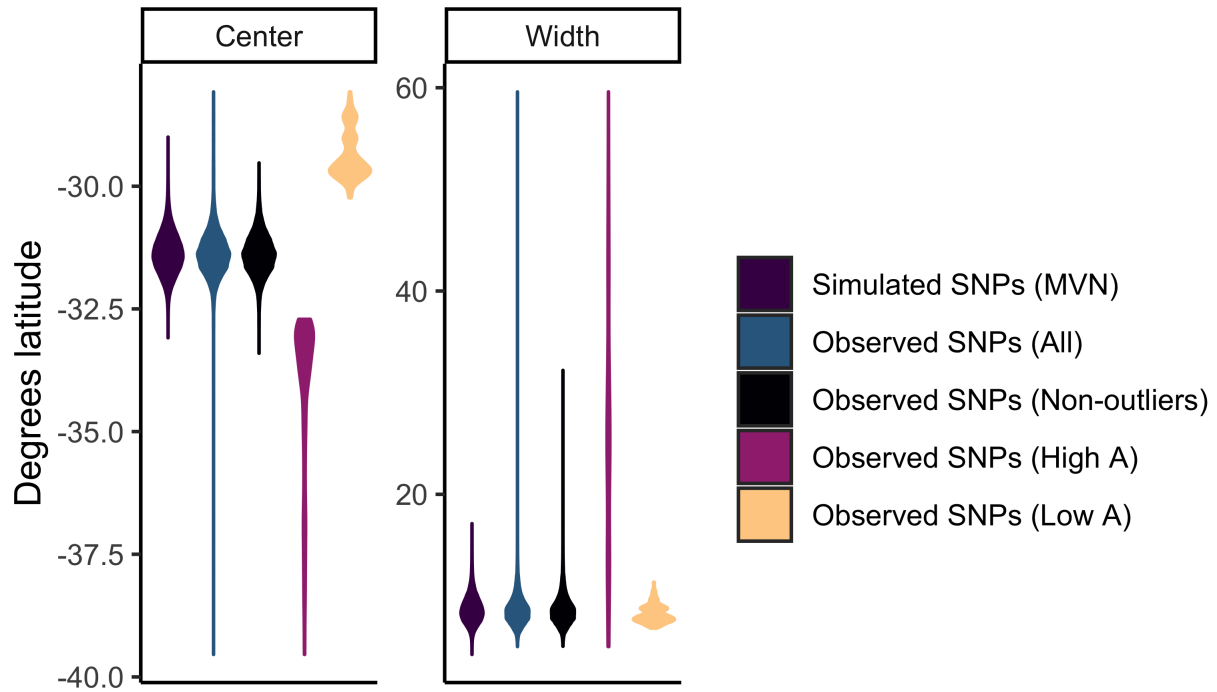 Center
Width
Degrees latitude
-30.0
-32.5
-35.0
-37.5
-40.0
60
40
20
Simulated SNPs (MVN)
Observed SNPs (All)
Observed SNPs (Non-outliers)
Observed SNPs (High A)
Observed SNPs (Low A)